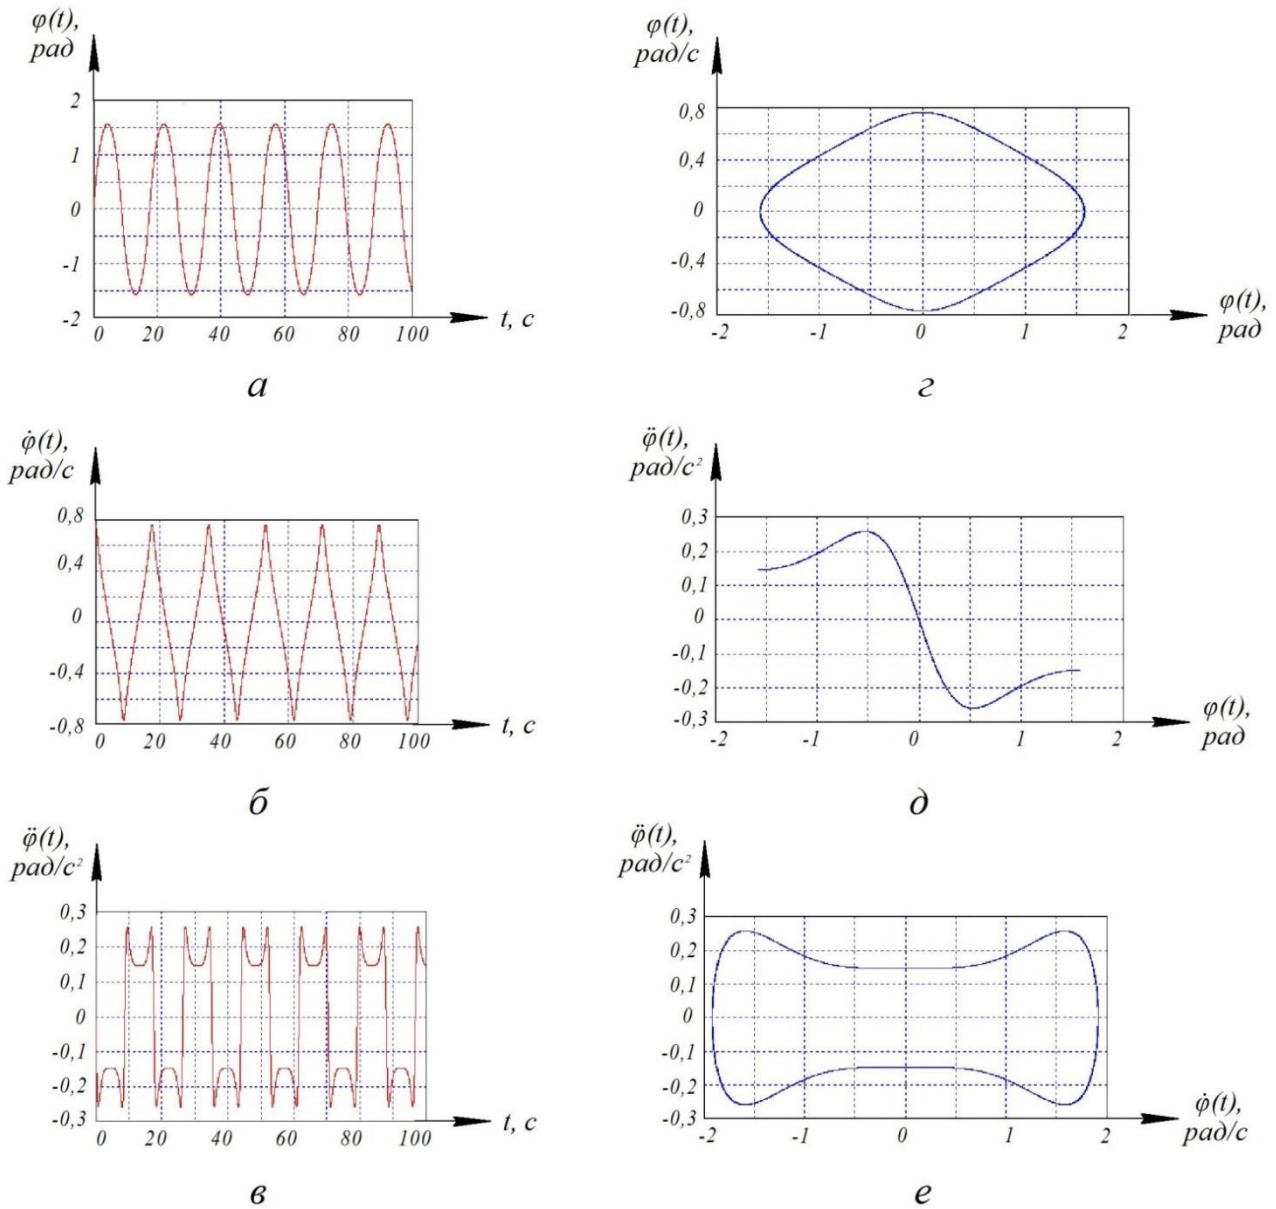 φ(t),
рад
2
1
0
-1
-2
0 20 40 60 80 100
t, с
а
φ(t),
рад/с
0,8
0,4
0
-0,4
-0,8
-2 -1 0 1 2
φ(t),
рад
г
φ̇(t),
рад/с
0,8
0,4
0
-0,4
-0,8
0 20 40 60 80 100
t, с
б
φ̈(t),
рад/с²
0,3
0,2
0,1
0
-0,1
-0,2
-0,3
-2 -1 0 1 2
φ(t),
рад
д
φ̈(t),
рад/с²
0,3
0,2
0,1
0
-0,1
-0,2
-0,3
0 20 40 60 80 100
t, с
в
φ̈(t),
рад/с²
0,3
0,2
0,1
0
-0,1
-0,2
-0,3
-2 -1 0 1 2
φ̇(t),
рад/с
е